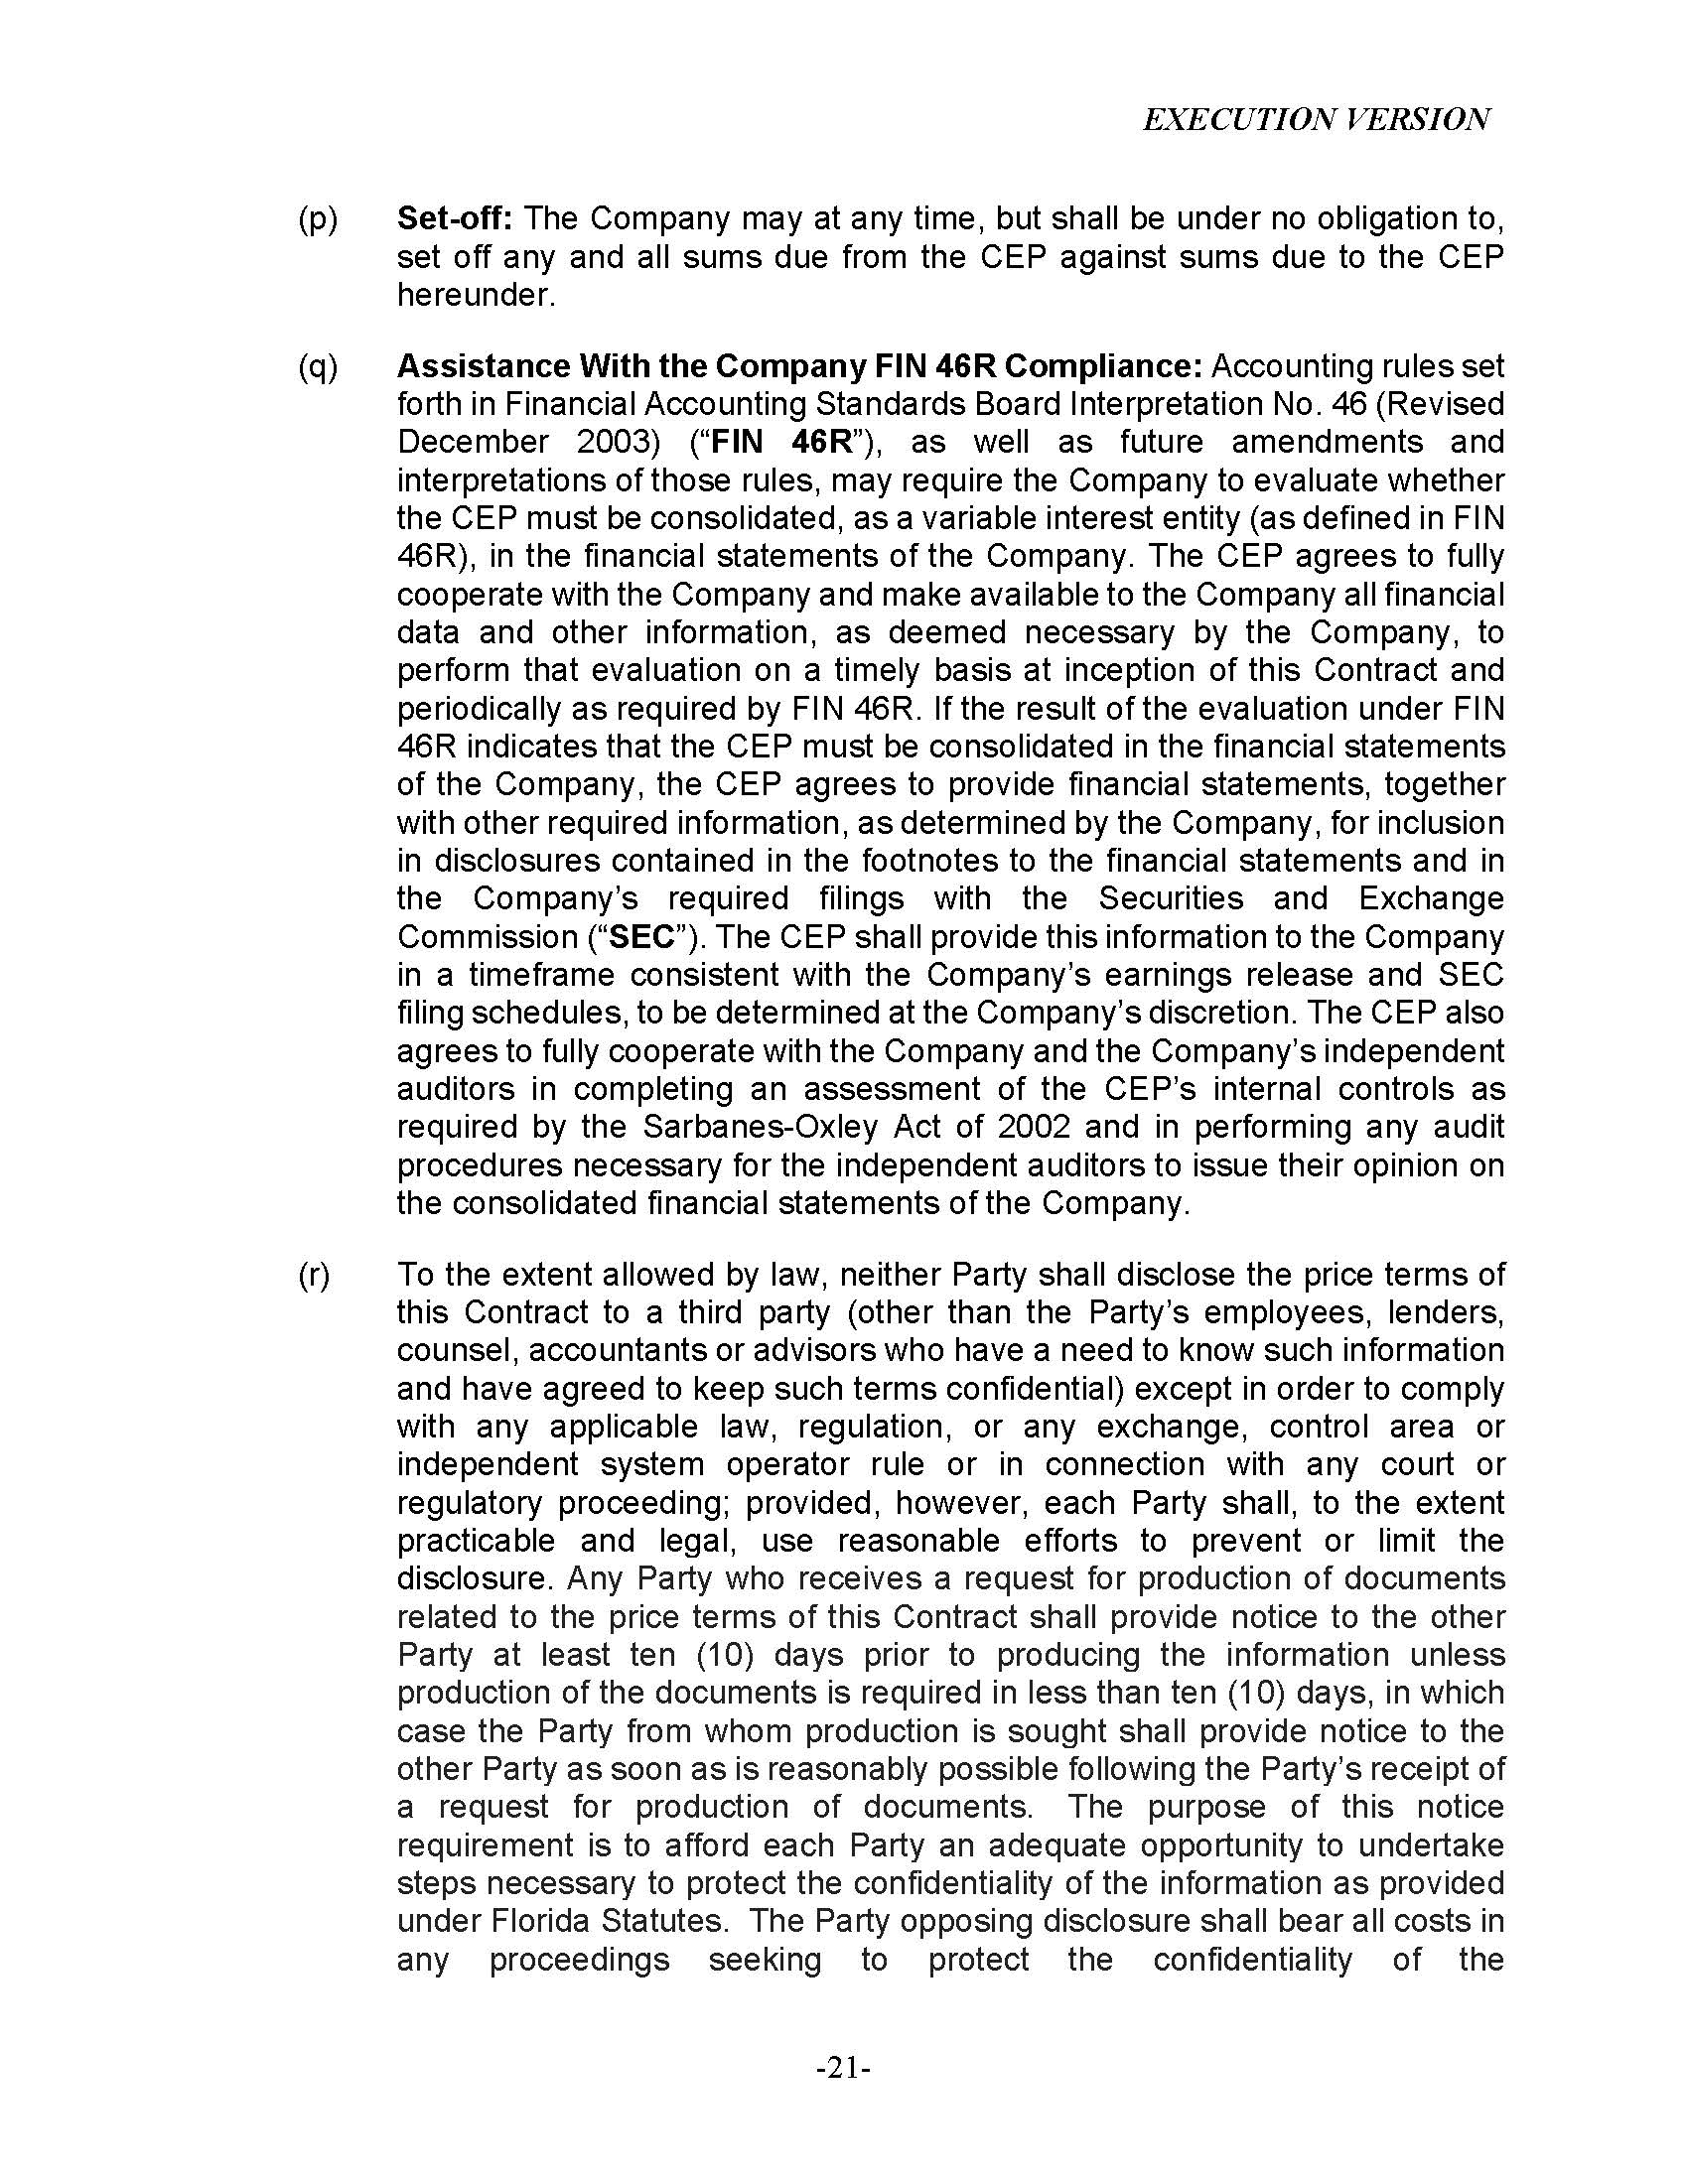 EXECUTION VERSION
(p) Set-off: The Company may at any time, but shall be under no obligation to,
set off any and all sums due from the CEP against sums due to the CEP
hereunder.
(q) Assistance With the Company FIN 46R Compliance: Accounting rules set
forth in Financial Accounting Standards Board Interpretation No. 46 (Revised
December 2003) (“FIN 46R”), as well as future amendments and
interpretations of those rules, may require the Company to evaluate whether
the CEP must be consolidated, as a variable interest entity (as defined in FIN
46R), in the financial statements of the Company. The CEP agrees to fully
cooperate with the Company and make available to the Company all financial
data and other information, as deemed necessary by the Company, to
perform that evaluation on a timely basis at inception of this Contract and
periodically as required by FIN 46R. If the result of the evaluation under FIN
46R indicates that the CEP must be consolidated in the financial statements
of the Company, the CEP agrees to provide financial statements, together
with other required information, as determined by the Company, for inclusion
in disclosures contained in the footnotes to the financial statements and in
the Company’s required filings with the Securities and Exchange
Commission (“SEC”). The CEP shall provide this information to the Company
in a timeframe consistent with the Company’s earnings release and SEC
filing schedules, to be determined at the Company’s discretion. The CEP also
agrees to fully cooperate with the Company and the Company’s independent
auditors in completing an assessment of the CEP’s internal controls as
required by the Sarbanes-Oxley Act of 2002 and in performing any audit
procedures necessary for the independent auditors to issue their opinion on
the consolidated financial statements of the Company.
(r) To the extent allowed by law, neither Party shall disclose the price terms of
this Contract to a third party (other than the Party’s employees, lenders,
counsel, accountants or advisors who have a need to know such information
and have agreed to keep such terms confidential) except in order to comply
with any applicable law, regulation, or any exchange, control area or
independent system operator rule or in connection with any court or
regulatory proceeding; provided, however, each Party shall, to the extent
practicable and legal, use reasonable efforts to prevent or limit the
disclosure. Any Party who receives a request for production of documents
related to the price terms of this Contract shall provide notice to the other
Party at least ten (10) days prior to producing the information unless
production of the documents is required in less than ten (10) days, in which
case the Party from whom production is sought shall provide notice to the
other Party as soon as is reasonably possible following the Party’s receipt of
a request for production of documents. The purpose of this notice
requirement is to afford each Party an adequate opportunity to undertake
steps necessary to protect the confidentiality of the information as provided
under Florida Statutes. The Party opposing disclosure shall bear all costs in
any proceedings seeking to protect the confidentiality of the
-21-